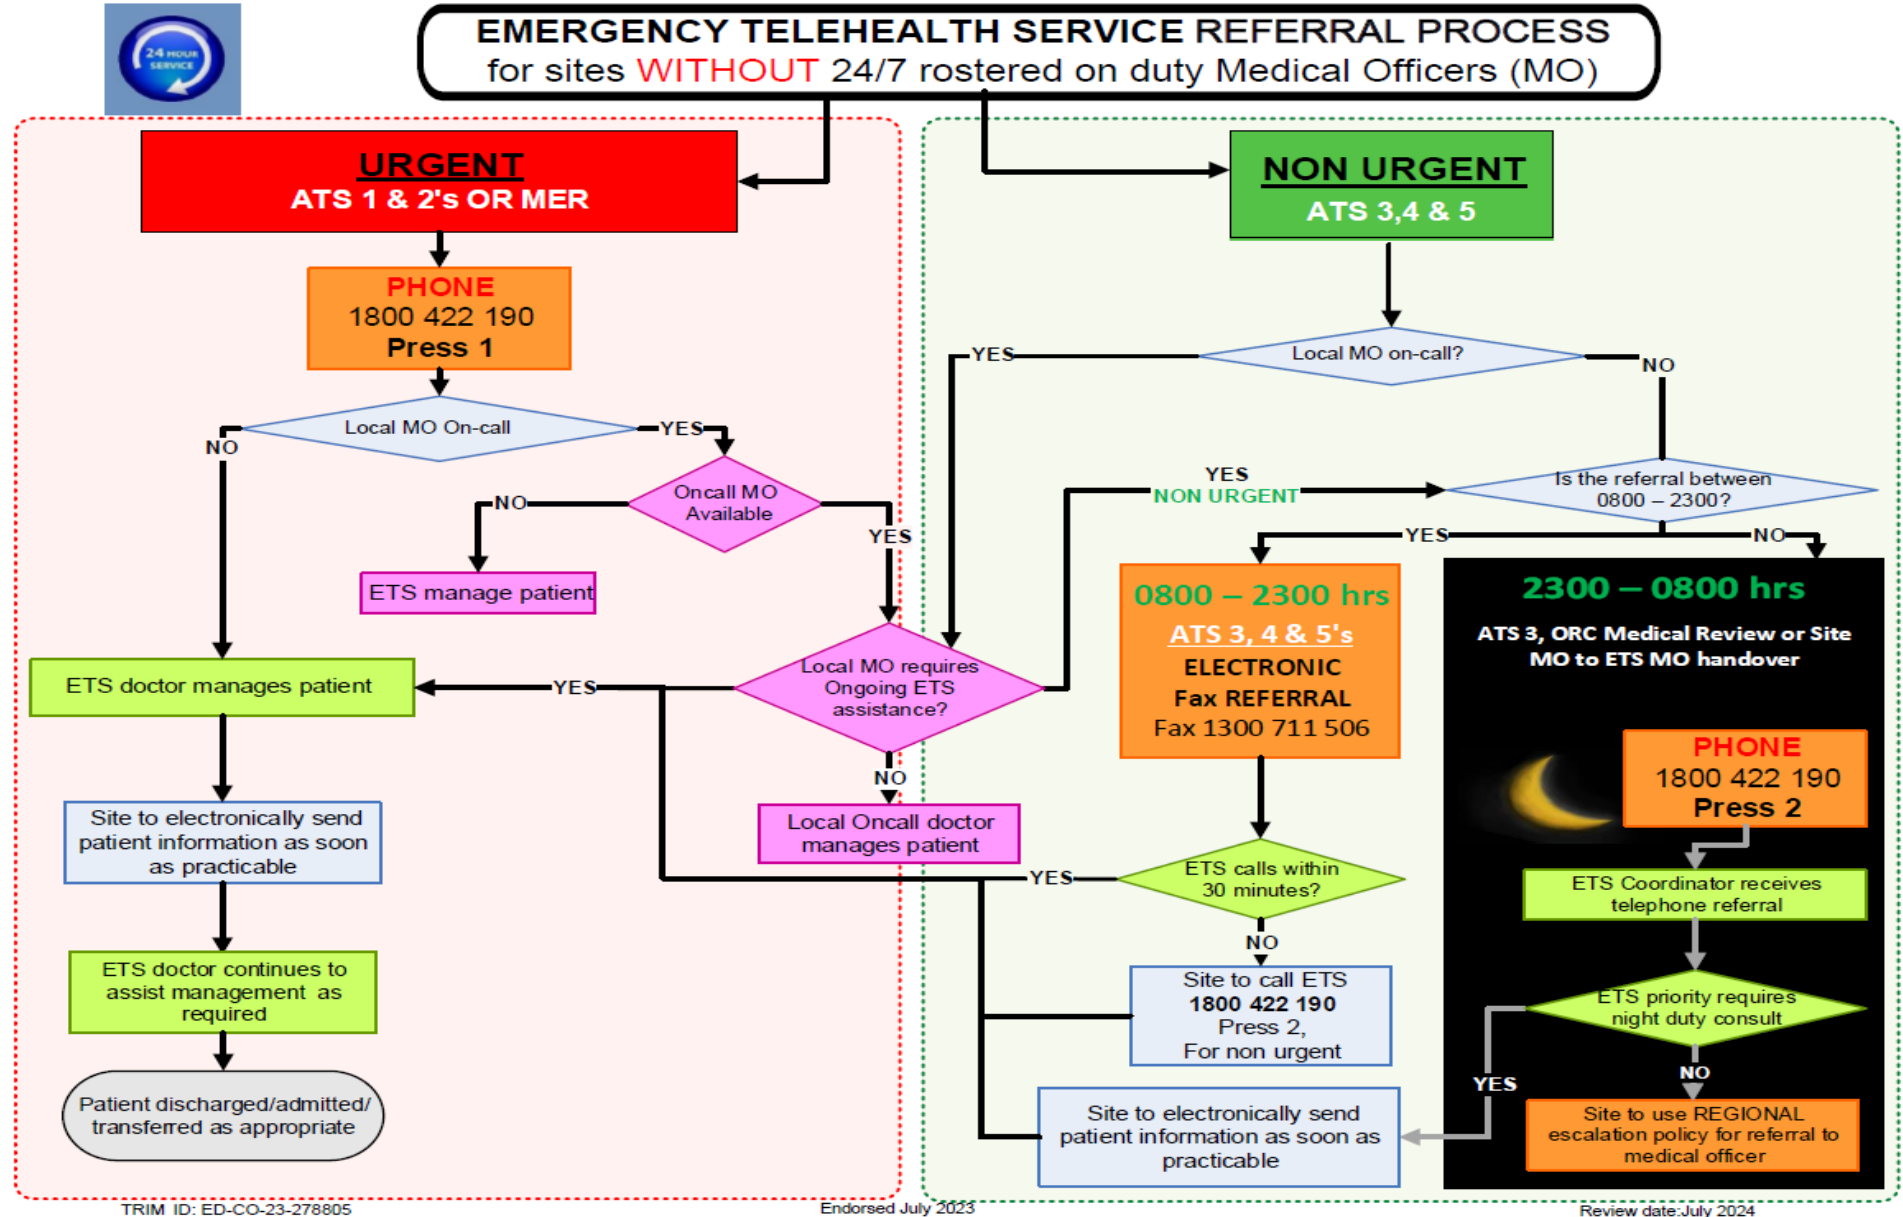 24 HOUR
SERVICE
EMERGENCY TELEHEALTH SERVICE REFERRAL PROCESS
for sites WITHOUT 24/7 rostered on duty Medical Officers (MO)
URGENT
ATS 1 & 2's OR MER
PHONE
1800 422 190
Press 1
Local MO On-call
NO
YES
Oncall MO
Available
NO
YES
ETS manage patient
Local MO requires
Ongoing ETS
assistance?
YES
NO
YES
NON URGENT
Local Oncall doctor
manages patient
ETS doctor manages patient
Site to electronically send
patient information as soon
as practicable
ETS doctor continues to
assist management as
required
Patient discharged/admitted/
transferred as appropriate
NON URGENT
ATS 3,4 & 5
Local MO on-call?
YES
NO
Is the referral between
0800 – 2300?
YES
NO
0800 – 2300 hrs
ATS 3, 4 & 5's
ELECTRONIC
Fax REFERRAL
Fax 1300 711 506
ETS calls within
30 minutes?
YES
NO
Site to call ETS
1800 422 190
Press 2,
For non urgent
Site to electronically send
patient information as soon as
practicable
2300 – 0800 hrs
ATS 3, ORC Medical Review or Site
MO to ETS MO handover
PHONE
1800 422 190
Press 2
ETS Coordinator receives
telephone referral
ETS priority requires
night duty consult
YES
NO
Site to use REGIONAL
escalation policy for referral to
medical officer
TRIM ID: ED-CO-23-278805
Endorsed July 2023
Review date:July 2024